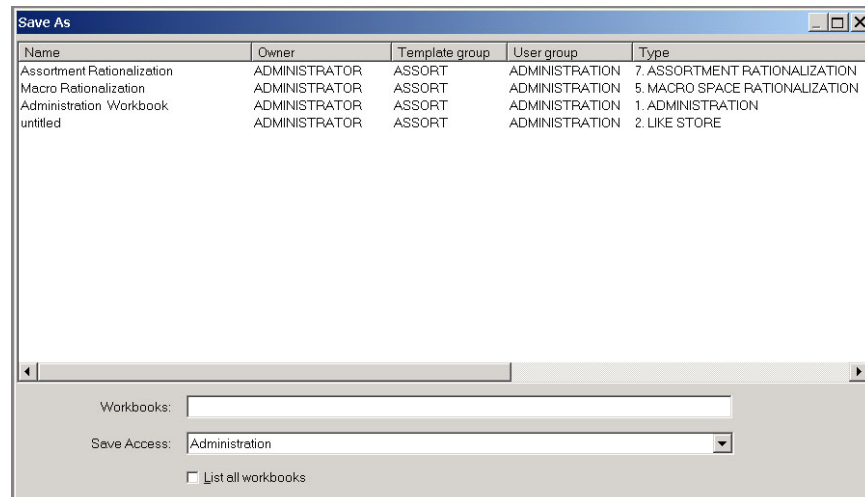 Save As
Name Owner Template group User group Type
Assortment Rationalization ADMINISTRATOR ASSORT ADMINISTRATION 7. ASSORTMENT RATIONALIZATION
Macro Rationalization ADMINISTRATOR ASSORT ADMINISTRATION 5. MACRO SPACE RATIONALIZATION
Administration Workbook ADMINISTRATOR ASSORT ADMINISTRATION 1. ADMINISTRATION
untitled ADMINISTRATOR ASSORT ADMINISTRATION 2. LIKE STORE
Workbooks:
Save Access: Administration
List all workbooks